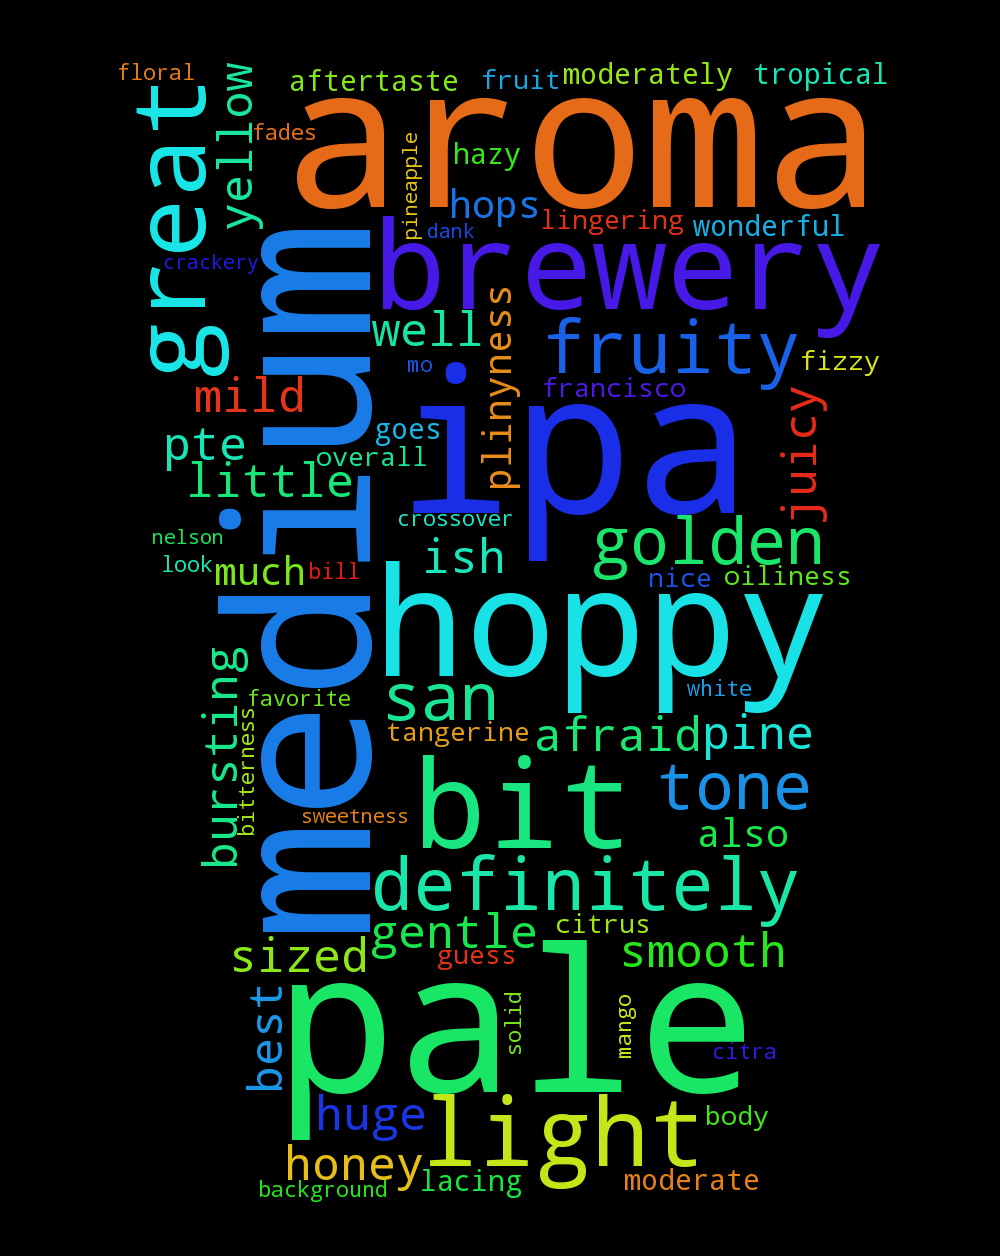 floral
aftertaste
fruit
moderately
tropical
great
yellow
aroma
fades
pineapple
hazy
hops
lingering
wonderful
dank
crackery
medium
brewery
well
plinyness
fruity
fizzy
mo
francisco
mild
ipa
juicy
pte
goes
overall
little
crossover
nelson
look
much
bill
ish
golden
nice
oiliness
hoppy
bursting
favorite
san
white
bitterness
tangerine
afraid
pine
bit
tone
sweetness
also
definitely
gentle
citrus
sized
guess
smooth
best
pale
solid
mango
citra
huge
light
body
honey
lacing
moderate
background